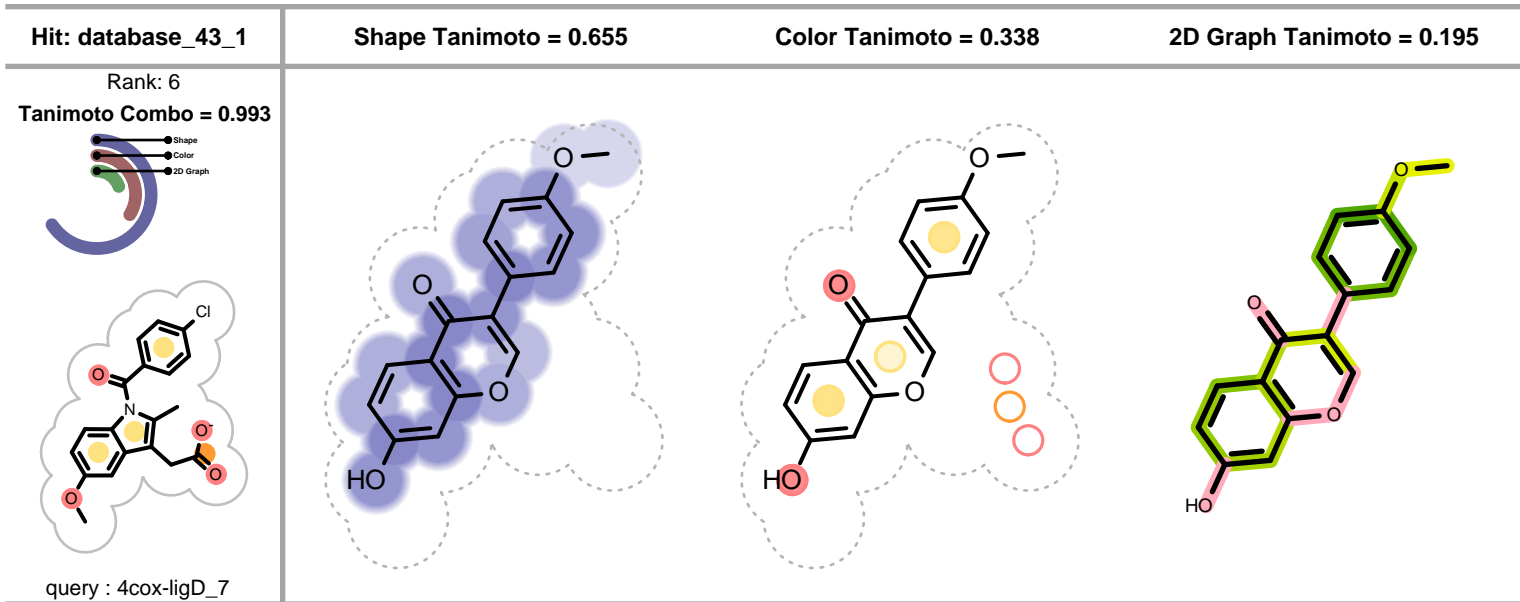 Hit: database_43_1
Shape Tanimoto = 0.655
Color Tanimoto = 0.338
2D Graph Tanimoto = 0.195
Rank: 6
Tanimoto Combo = 0.993
Shape
Color
2D Graph
Cl
O
N
O-
O
O
query : 4cox-ligD_7
O
O
O
HO
O
O
O
HO
O
O
O
HO